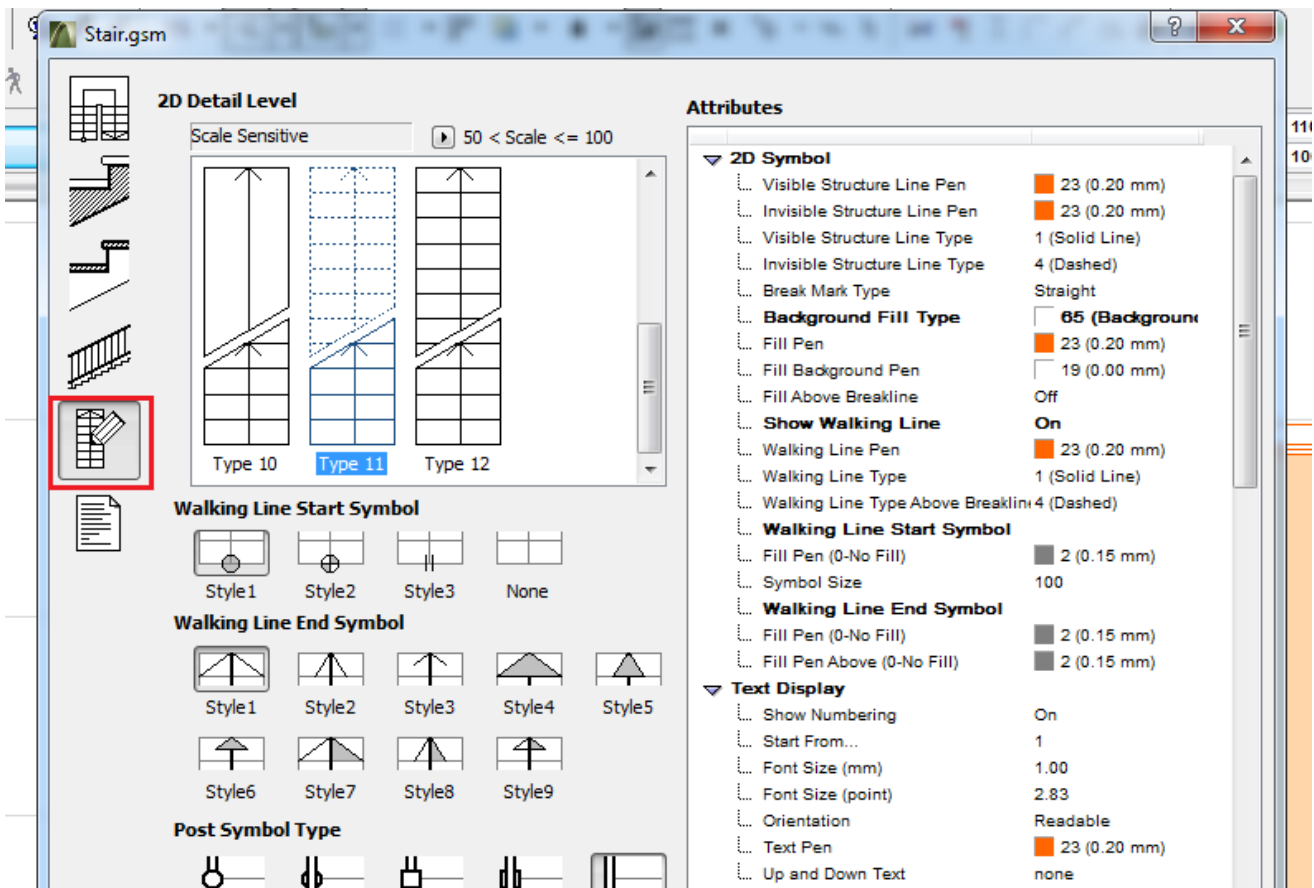 Stair.gsm
2D Detail Level
Scale Sensitive
50 < Scale <= 100
Type 10
Type 11
Type 12
Walking Line Start Symbol
Style1
Style2
Style3
None
Walking Line End Symbol
Style1
Style2
Style3
Style4
Style5
Style6
Style7
Style8
Style9
Post Symbol Type
Attributes
2D Symbol
Visible Structure Line Pen 23 (0.20 mm)
Invisible Structure Line Pen 23 (0.20 mm)
Visible Structure Line Type 1 (Solid Line)
Invisible Structure Line Type 4 (Dashed)
Break Mark Type Straight
Background Fill Type 65 (Background
Fill Pen 23 (0.20 mm)
Fill Background Pen 19 (0.00 mm)
Fill Above Breakline Off
Show Walking Line On
Walking Line Pen 23 (0.20 mm)
Walking Line Type 1 (Solid Line)
Walking Line Type Above Breaklin 4 (Dashed)
Walking Line Start Symbol
Fill Pen (0-No Fill) 2 (0.15 mm)
Symbol Size 100
Walking Line End Symbol
Fill Pen (0-No Fill) 2 (0.15 mm)
Fill Pen Above (0-No Fill) 2 (0.15 mm)
Text Display
Show Numbering On
Start From... 1
Font Size (mm) 1.00
Font Size (point) 2.83
Orientation Readable
Text Pen 23 (0.20 mm)
Up and Down Text none